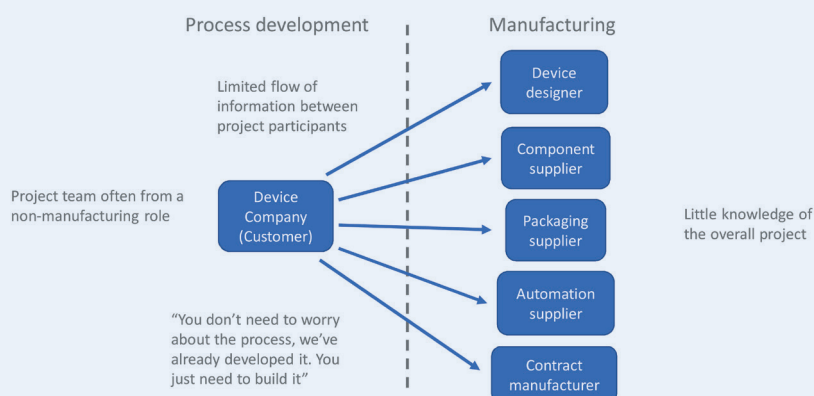 Process development
Manufacturing
Limited flow of
information between
project participants
Device
designer
Component
supplier
Project team often from a
non-manufacturing role
Device
Company
(Customer)
Packaging
supplier
Little knowledge of
the overall project
Automation
supplier
“You don’t need to worry
about the process, we’ve
already developed it. You
just need to build it”
Contract
manufacturer